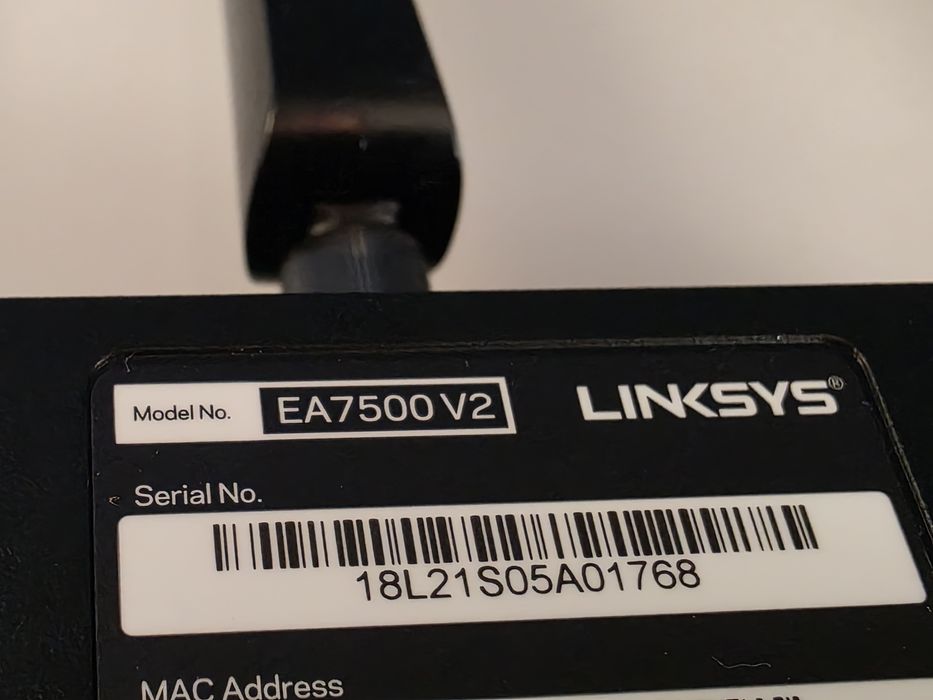 Model No. EA7500 V2 LINKSYS®
Serial No.
18L21S05A01768
MAC Address